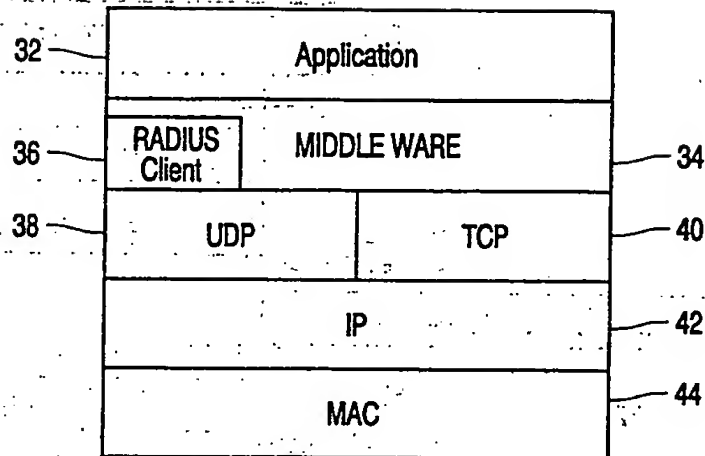 32
Application
36
RADIUS
Client
MIDDLE WARE
34
38
UDP
TCP
40
IP
42
MAC
44